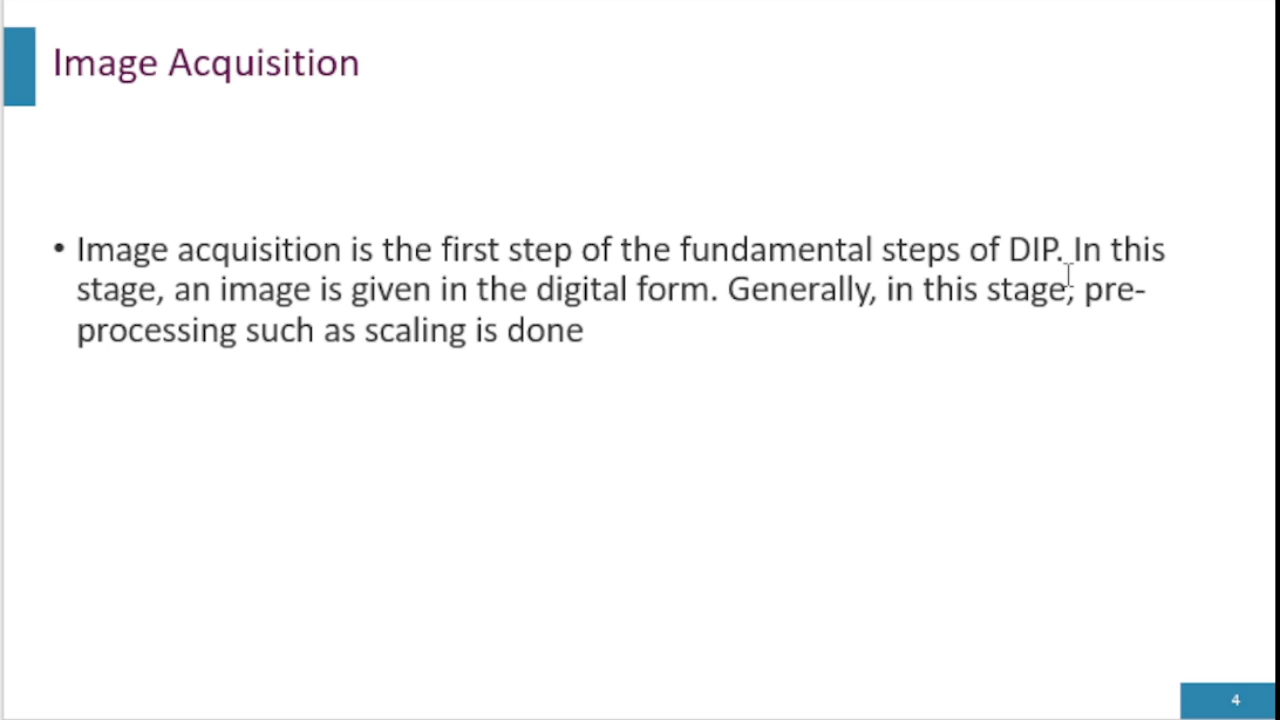 Image Acquisition
• Image acquisition is the first step of the fundamental steps of DIP. In this
stage, an image is given in the digital form. Generally, in this stage, pre-
processing such as scaling is done
4